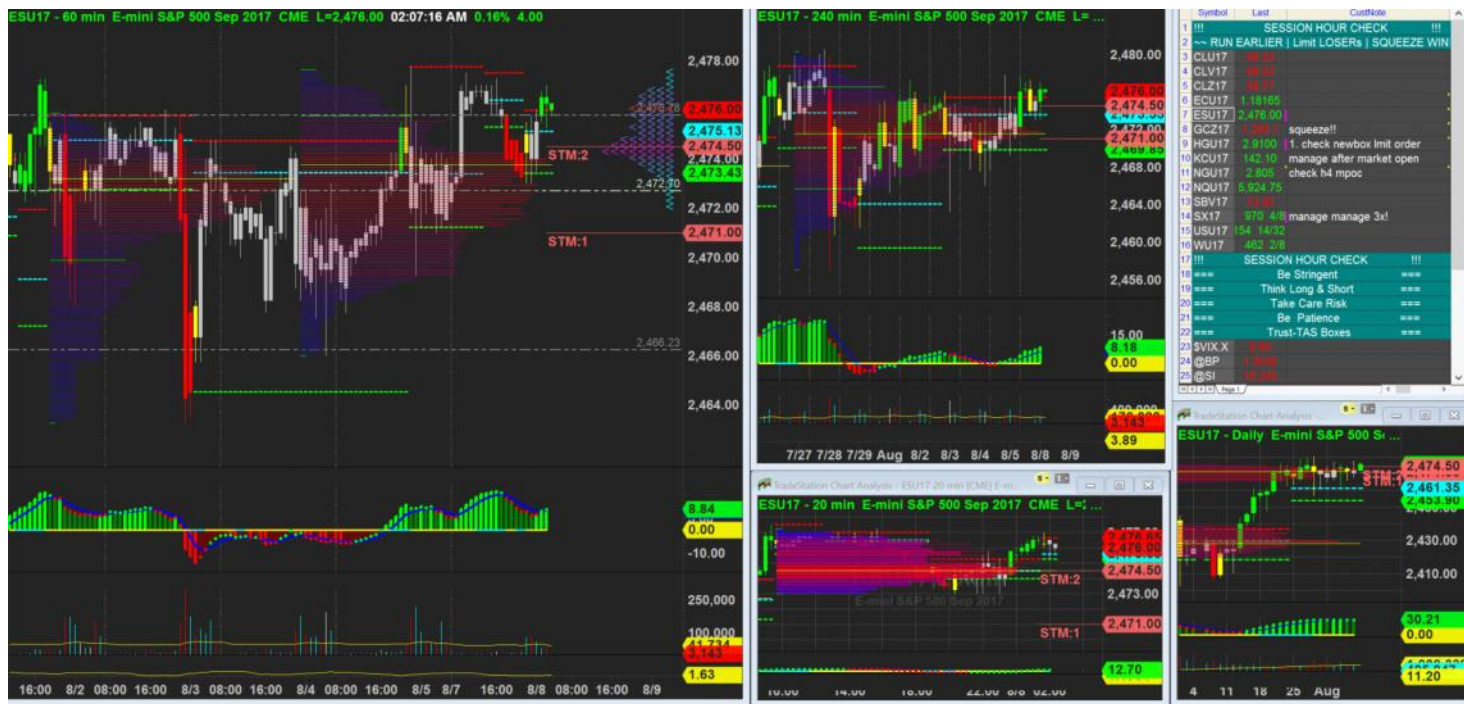 ESU17 - 60 min E-mini S&P 500 Sep 2017 CME L=2,476.00 02:07:16 AM 0.16% 4.00
2,478.00
2,476.00
2,475.13
2,474.50
2,474.00
2,473.43
2,472.70
2,472.00
2,471.00
2,470.00
2,468.00
2,466.23
2,466.00
2,464.00
STM:2
STM:1
8.84
0.00
-10.00
250,000
100,000
3,143
1.63
16:00 8/2 08:00 16:00 8/3 08:00 16:00 8/4 08:00 16:00 8/5 8/7 16:00 8/8 08:00 16:00 8/9
ESU17 - 240 min E-mini S&P 500 Sep 2017 CME L= ...
2,480.00
2,476.00
2,474.50
2,471.00
2,469.85
2,468.00
2,464.00
2,460.00
2,456.00
15.00
8.18
0.00
3,143
3.89
7/27 7/28 7/29 Aug 8/2 8/3 8/4 8/5 8/8 8/9
TradeStation Chart Analysis - ESU17 20 min [CME] E-m...
ESU17 - 20 min E-mini S&P 500 Sep 2017 CME L=: ...
2,476.00
2,474.50
2,473.00
2,471.00
STM:2
STM:1
E-mini S&P 500 Sep 2017
12.70
10:00 14:00 18:00 22:00 8/8 02:00
Symbol Last CustNote
1 !!! SESSION HOUR CHECK !!!
2 ~~ RUN EARLIER | Limit LOSERs | SQUEEZE WIN
3 CLU17
4 CLV17
5 CLZ17
6 ECU17 1.18165
7 ESU17 2,476.00
8 GCZ17 squeeze!!
9 HGU17 2.9100 1. check newbox lmit order
10 KCU17 142.10 manage after market open
11 NGU17 2.805 check h4 mpoc
12 NQU17 5,924.75
13 SBV17
14 SX17 970 4/8 manage manage 3x!
15 USU17 154 14/32
16 WU17 462 2/8
17 !!! SESSION HOUR CHECK !!!
18 === Be Stringent ===
19 === Think Long & Short ===
20 === Take Care Risk ===
21 === Be Patience ===
22 === Trust-TAS Boxes ===
23 $VIX.X
24 @BP
25 @SI
Page 1
TradeStation Chart Analysis -...
ESU17 - Daily E-mini S&P 500 S ...
2,474.50
2,461.35
2,453.90
2,430.00
2,410.00
30.21
0.00
11.20
4 11 18 25 Aug